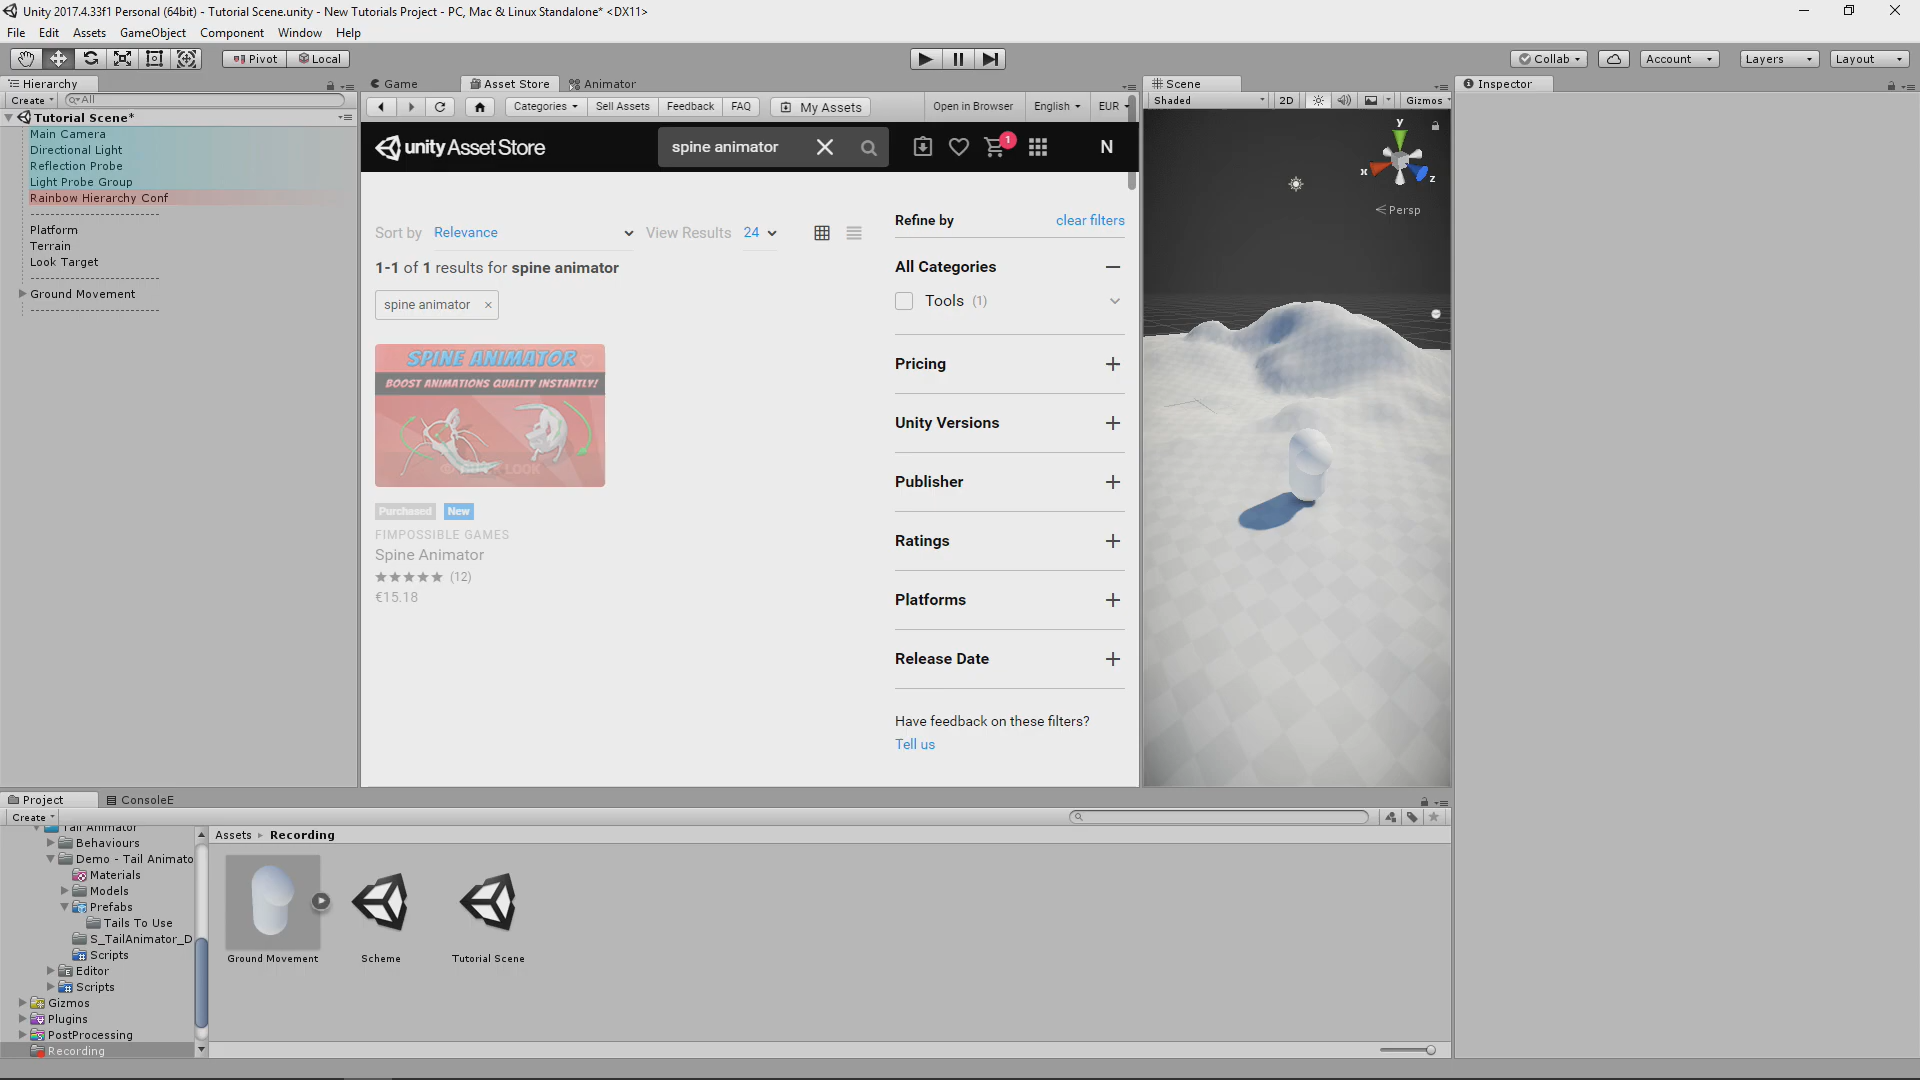 Unity 2017.4.33f1 Personal (64bit) - Tutorial Scene.unity - New Tutorials Project - PC, Mac & Linux Standalone* <DX11>
File Edit Assets GameObject Component Window Help
Pivot Local
Collab Account Layers Layout
Hierarchy
Create All
Tutorial Scene*
Main Camera
Directional Light
Reflection Probe
Light Probe Group
Rainbow Hierarchy Conf
------------------------
Platform
Terrain
Look Target
------------------------
Ground Movement
------------------------
Game Asset Store Animator
Categories Sell Assets Feedback FAQ My Assets Open in Browser English EUR
unity Asset Store spine animator 1 N
Sort by Relevance View Results 24
1-1 of 1 results for spine animator
spine animator ×
SPINE ANIMATOR
BOOST ANIMATIONS QUALITY INSTANTLY!
Purchased New
FIMPOSSIBLE GAMES
Spine Animator
(12)
€15.18
Refine by clear filters
All Categories
Tools (1)
Pricing
Unity Versions
Publisher
Ratings
Platforms
Release Date
Have feedback on these filters?
Tell us
Scene
Shaded 2D Gizmos
y
x
z
Persp
Inspector
Project ConsoleE
Create
Tail Animator
Behaviours
Demo - Tail Animato
Materials
Models
Prefabs
Tails To Use
S_TailAnimator_D
Scripts
Editor
Scripts
Gizmos
Plugins
PostProcessing
Recording
Assets Recording
Ground Movement Scheme Tutorial Scene